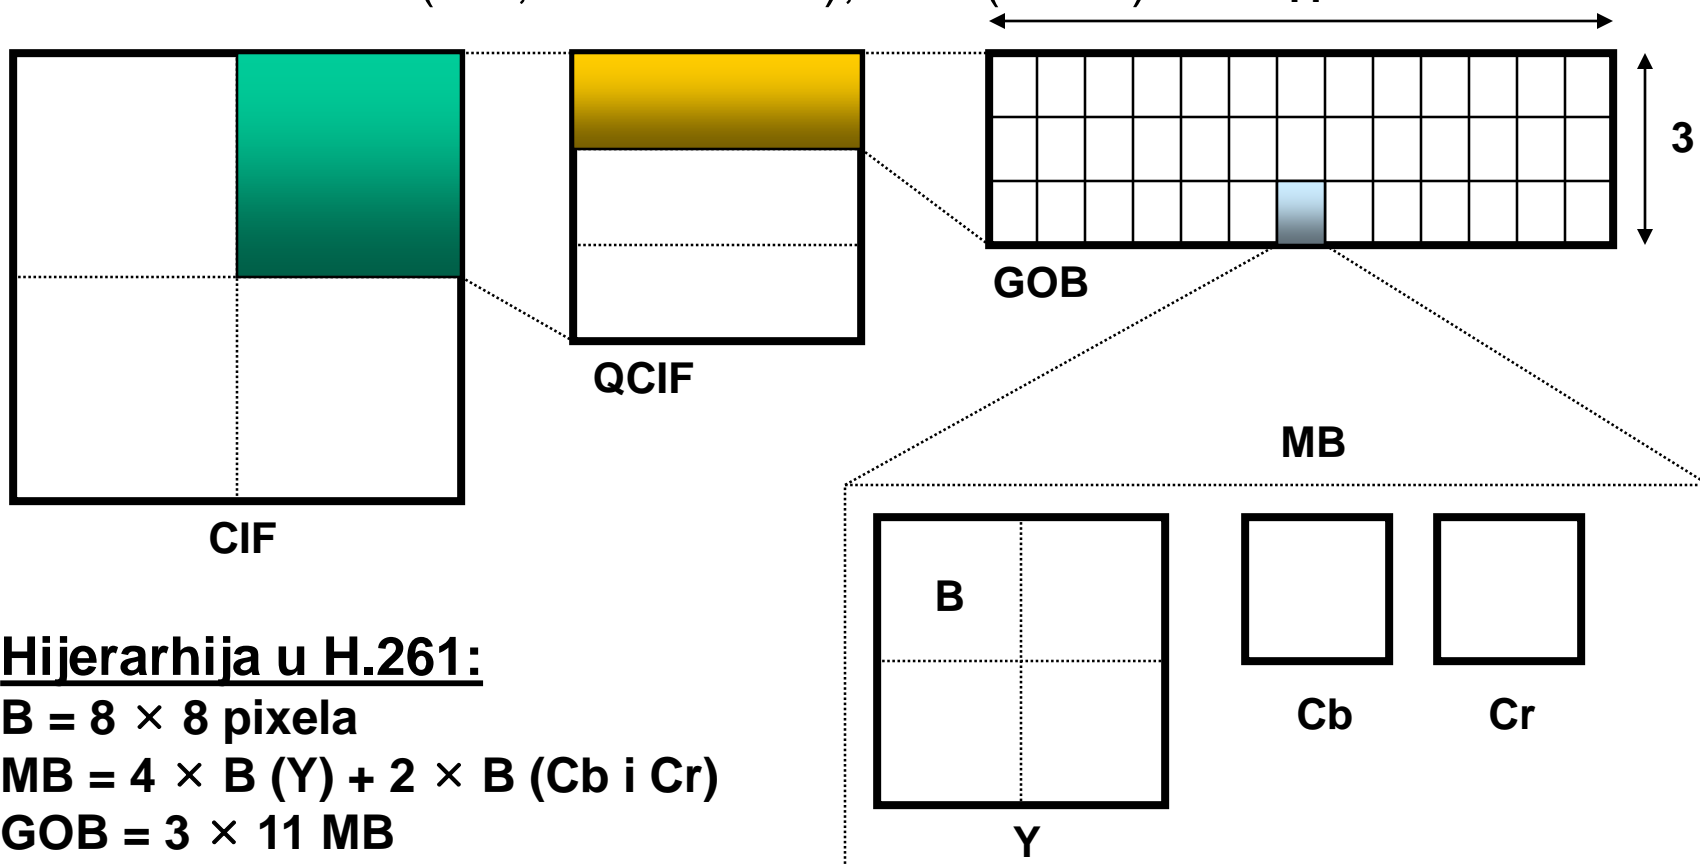 3
GOB
QCIF
MB
CIF
B
Hijerarhija u H.261:
B = 8 × 8 pixela
Cb Cr
MB = 4 × B (Y) + 2 × B (Cb i Cr)
GOB = 3 × 11 MB
Y